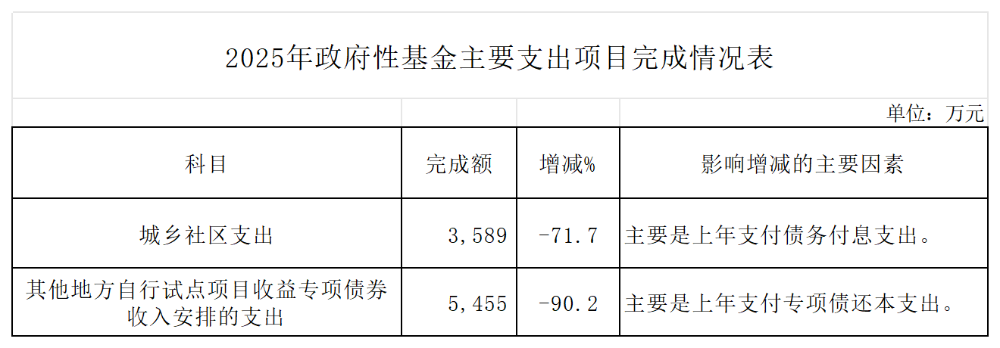 2025年政府性基金主要支出项目完成情况表
单位：万元
科目 完成额 增减% 影响增减的主要因素
城乡社区支出 3,589 -71.7 主要是上年支付债务付息支出。
其他地方自行试点项目收益专项债券
收入安排的支出 5,455 -90.2 主要是上年支付专项债还本支出。